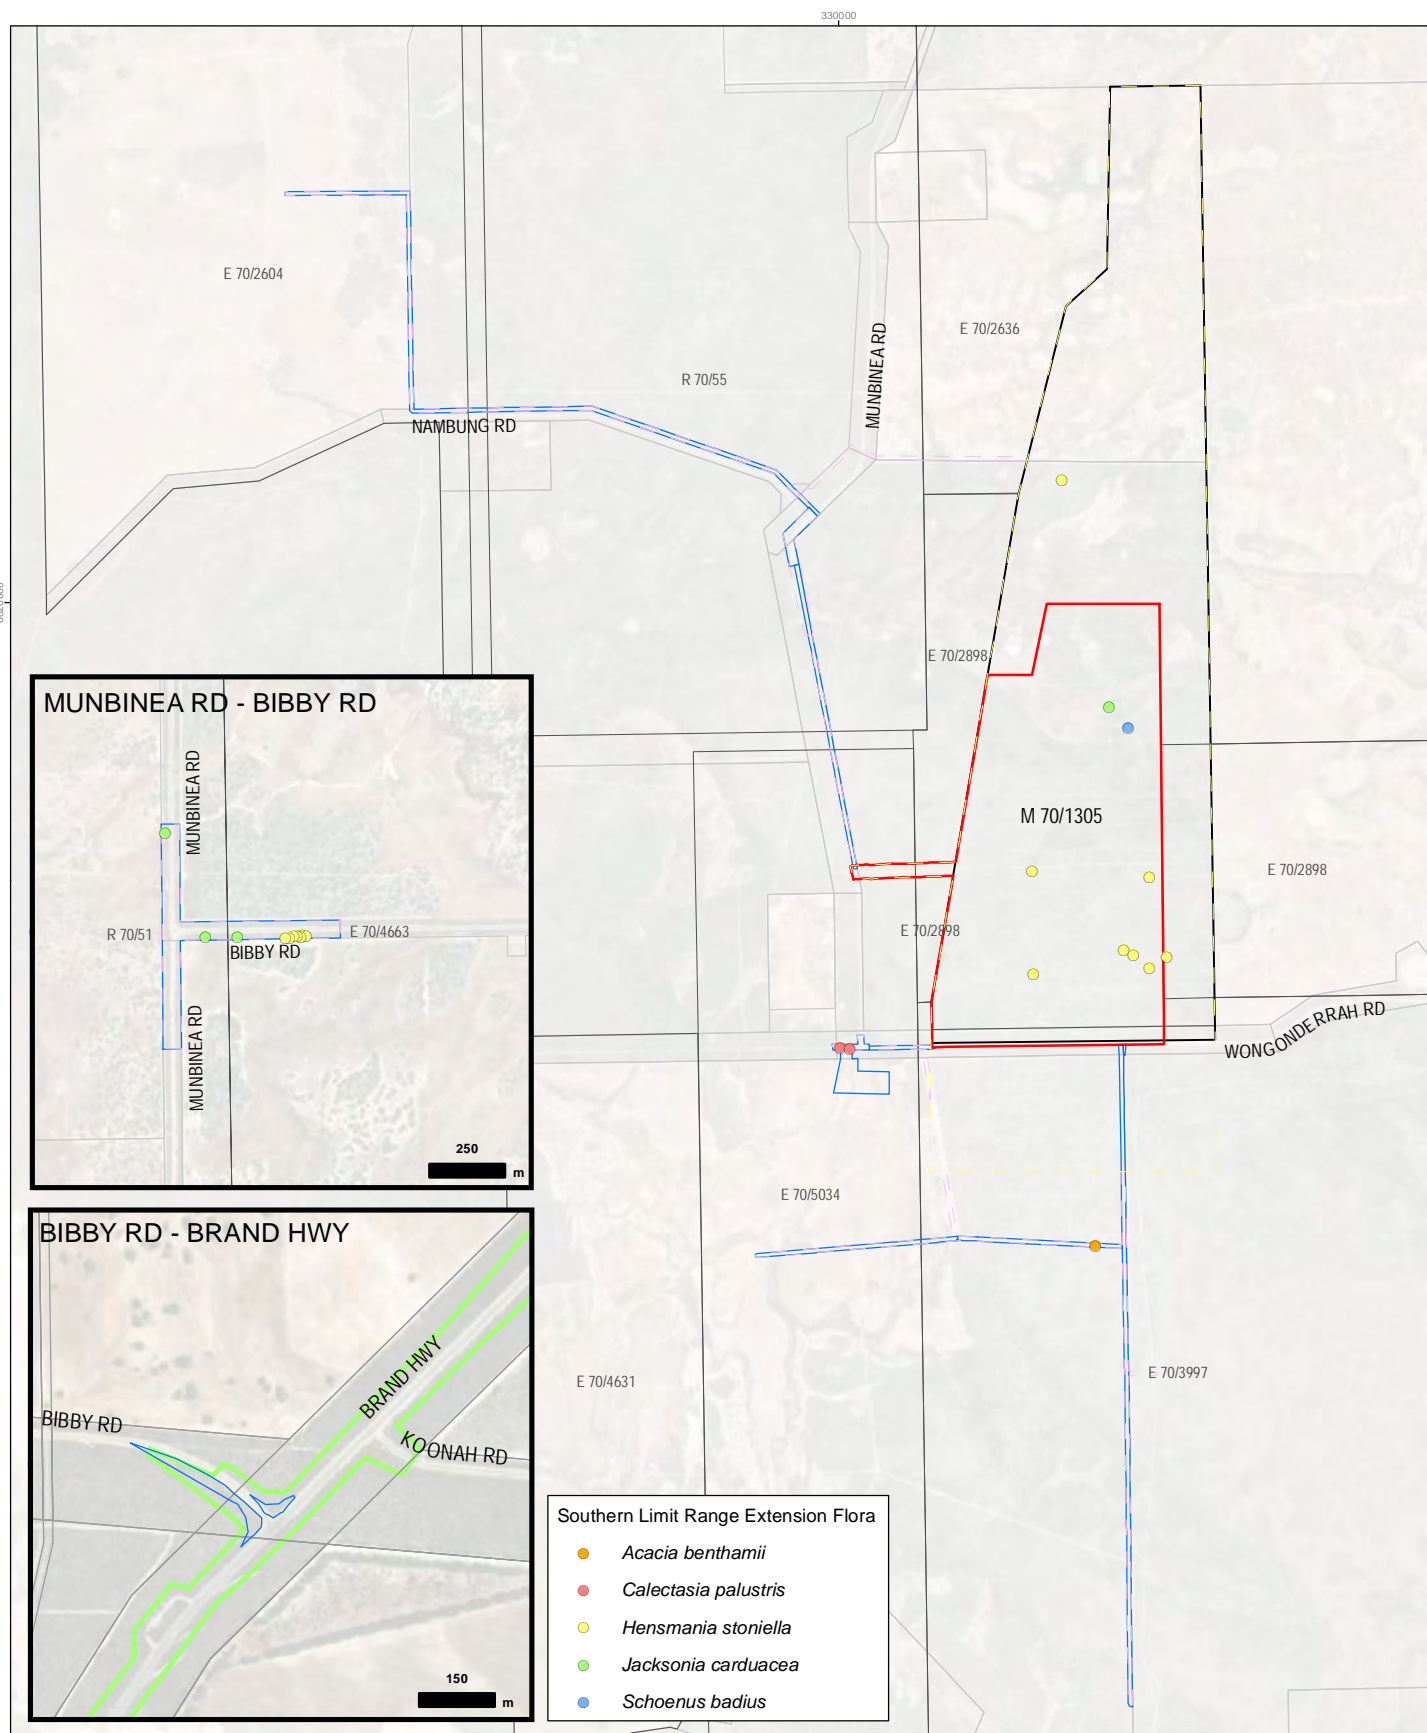 330000
E 70/2604
E 70/2636
MUNBINEA RD
R 70/55
NAMBUNG RD
E 70/2898
MUNBINEA RD - BIBBY RD
MUNBINEA RD
M 70/1305
E 70/2898
R 70/51
E 70/4663
E 70/2898
BIBBY RD
WONGONDERRAH RD
MUNBINEA RD
250
m
E 70/5034
BIBBY RD - BRAND HWY
BRAND HWY
E 70/4631
E 70/3997
BIBBY RD
KOONAH RD
Southern Limit Range Extension Flora
Acacia benthamii
Calectasia palustris
Hensmania stoniella
Jacksonia carduacea
Schoenus badius
150
m